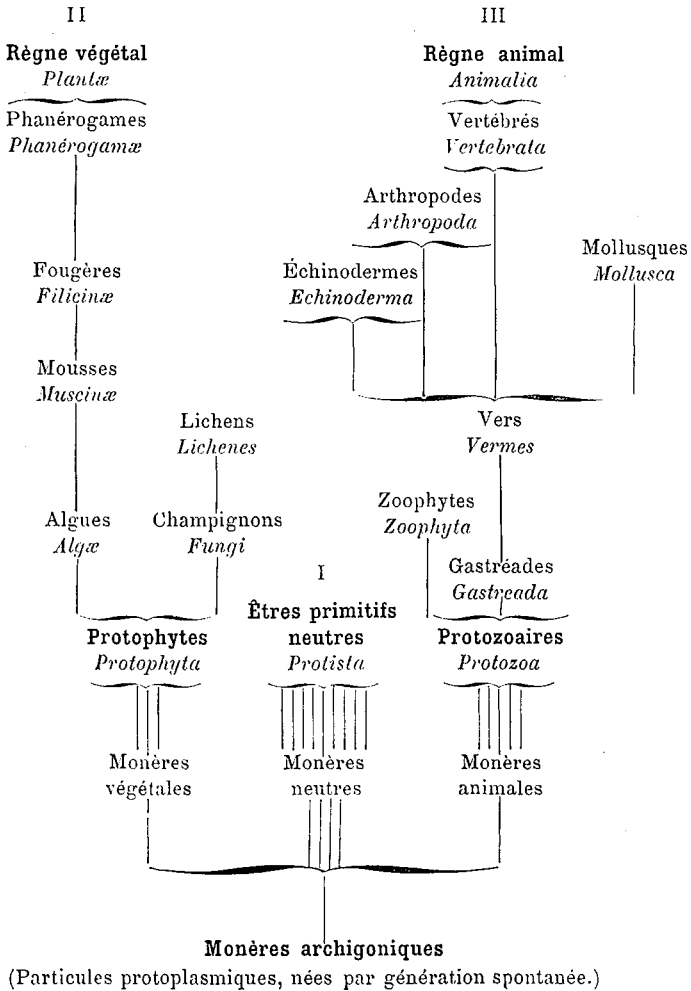 II
Règne végétal
Plantæ
Phanérogames
Phanérogamæ
Fougères
Filicinæ
Mousses
Muscinæ
Lichens
Lichenes
Algues
Algæ
Champignons
Fungi
Protophytes
Protophyta
Monères
végétales
I
Êtres primitifs
neutres
Protista
Monères
neutres
III
Règne animal
Animalia
Vertébrés
Vertebrata
Arthropodes
Arthropoda
Échinodermes
Echinoderma
Mollusques
Mollusca
Vers
Vermes
Zoophytes
Zoophyta
Gastréades
Gastreada
Protozoaires
Protozoa
Monères
animales
Monères archigoniques
(Particules protoplasmiques, nées par génération spontanée.)